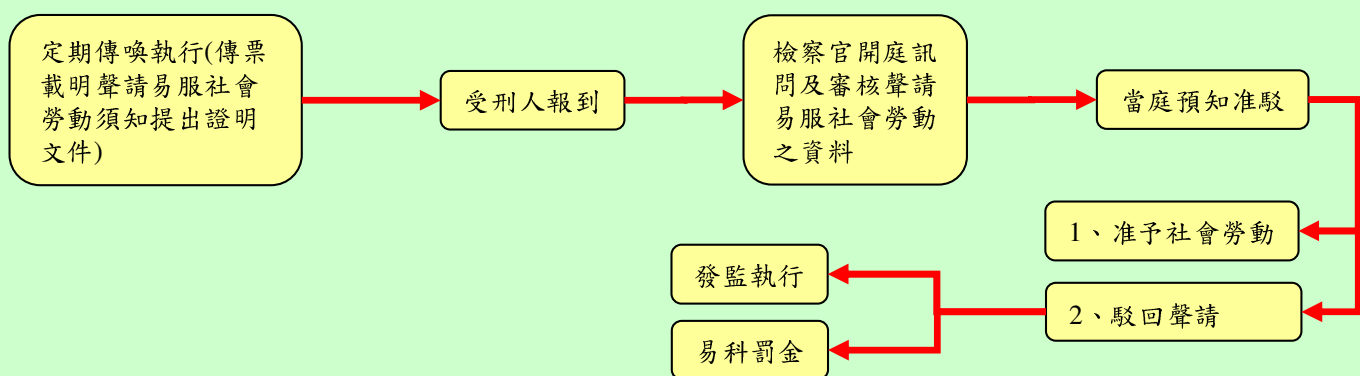 定期傳喚執行(傳票
載明聲請易服社會
勞動須知提出證明
文件)
受刑人報到
檢察官開庭訊
問及審核聲請
易服社會勞動
之資料
當庭預知准駁
1、准予社會勞動
2、駁回聲請
發監執行
易科罰金